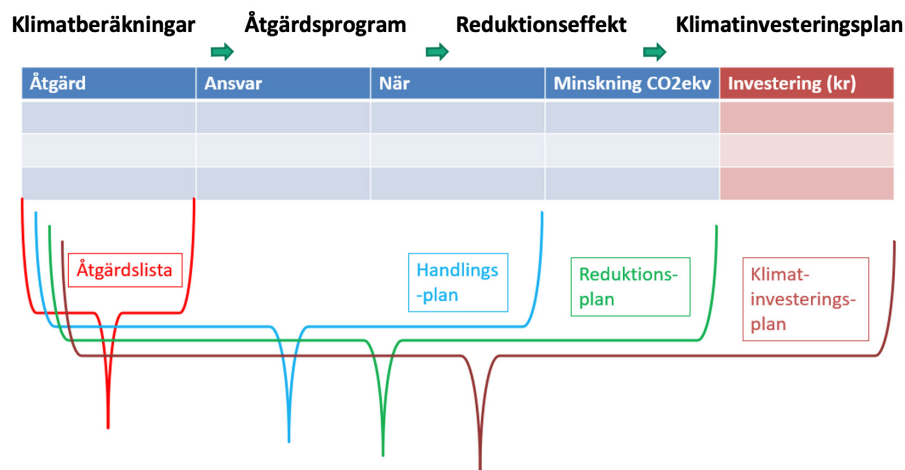 Klimatberäkningar Åtgärdsprogram Reduktionseffekt Klimatinvesteringsplan
Åtgärd Ansvar När Minskning CO2ekv Investering (kr)
Åtgärdslista
Handlings
-plan
Reduktions-
plan
Klimat-
investerings-
plan